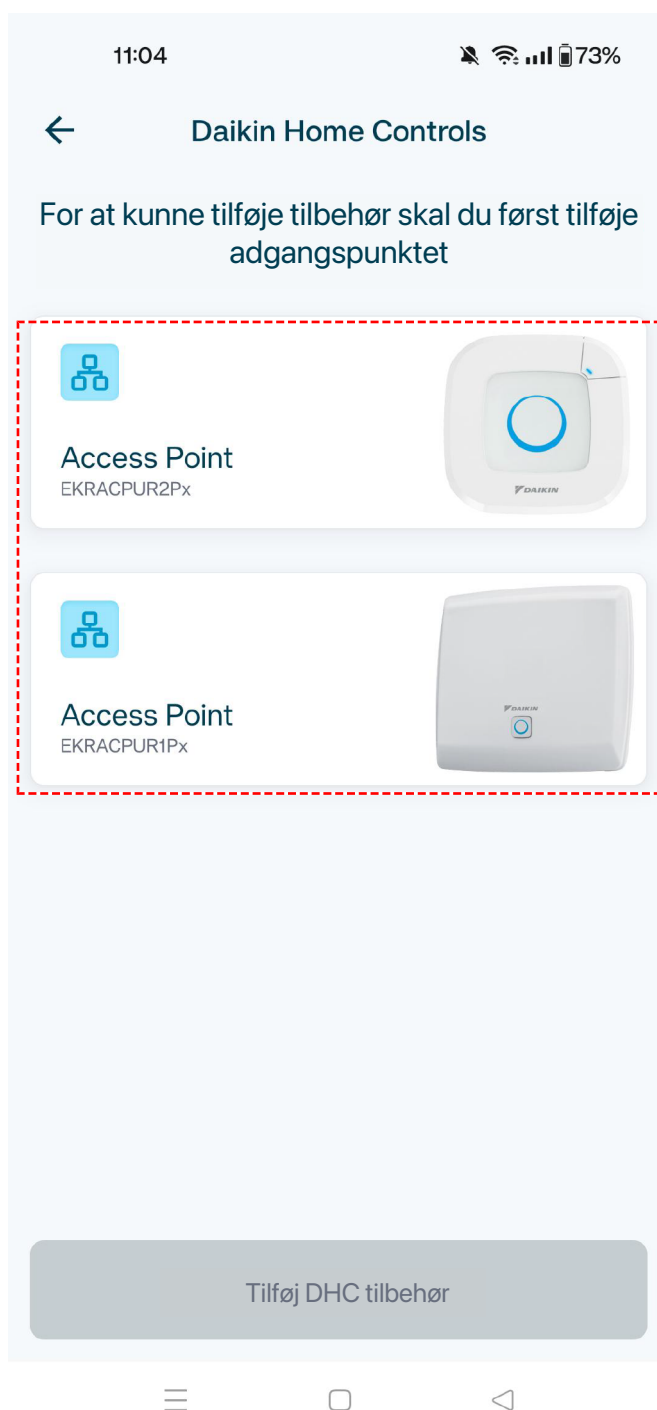 11:04
73%
Daikin Home Controls
For at kunne tilføje tilbehør skal du først tilføje
adgangspunktet
Access Point
EKRACPUR2Px
DAIKIN
Access Point
EKRACPUR1Px
DAIKIN
Tilføj DHC tilbehør